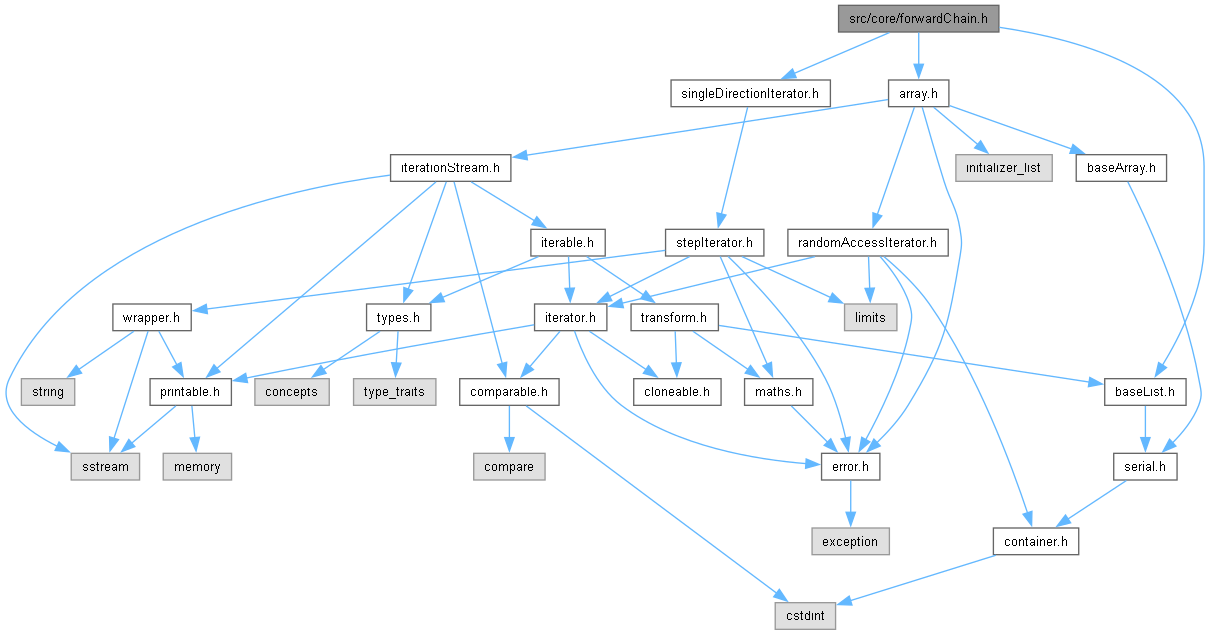 src/core/forwardChain.h
singleDirectionIterator.h
array.h
iterationStream.h
initializer_list
baseArray.h
iterable.h
stepIterator.h
randomAccessIterator.h
wrapper.h
types.h
iterator.h
transform.h
limits
string
printable.h
concepts
type_traits
comparable.h
cloneable.h
maths.h
baseList.h
sstream
memory
compare
error.h
serial.h
exception
container.h
cstdint